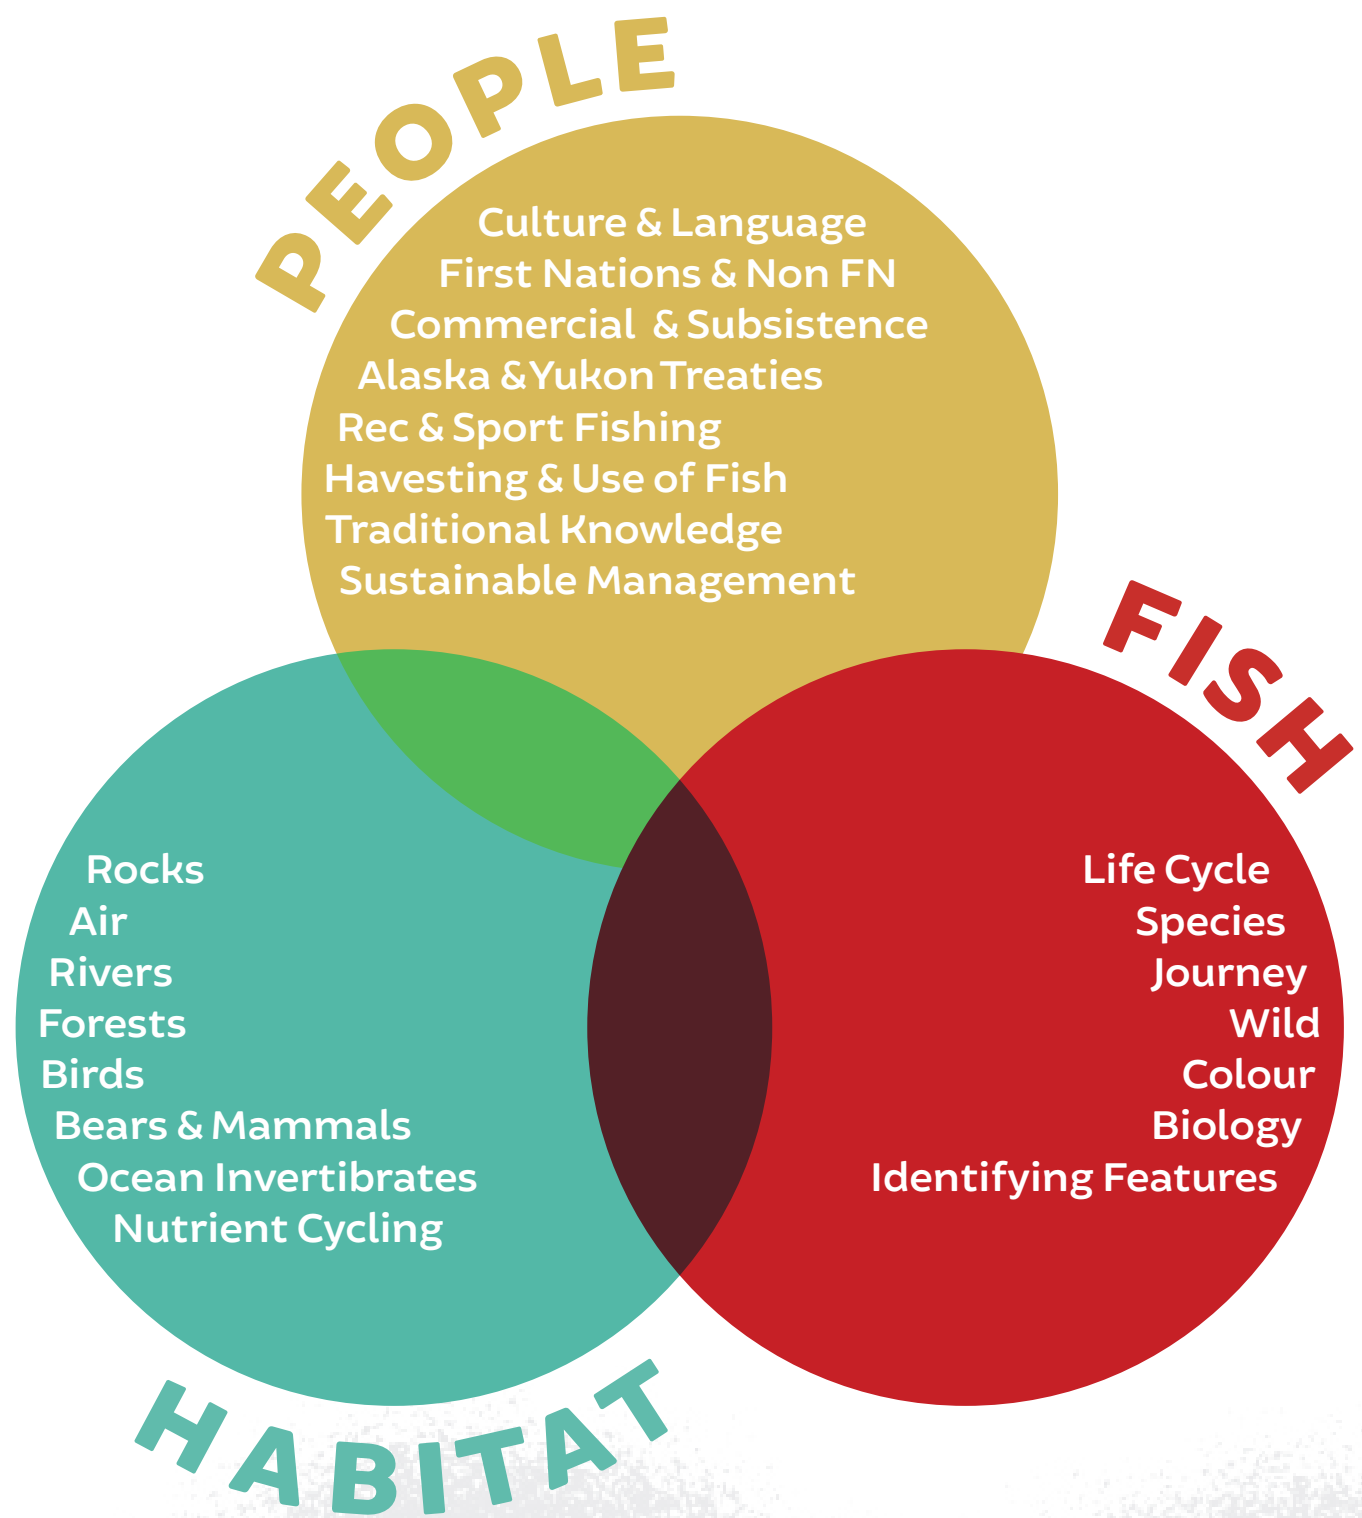 PEOPLE
Culture & Language
First Nations & Non FN
Commercial & Subsistence
Alaska & Yukon Treaties
Rec & Sport Fishing
Havesting & Use of Fish
Traditional Knowledge
Sustainable Management
FISH
Life Cycle
Species
Journey
Wild
Colour
Biology
Identifying Features
Rocks
Air
Rivers
Forests
Birds
Bears & Mammals
Ocean Invertibrates
Nutrient Cycling
HABITAT